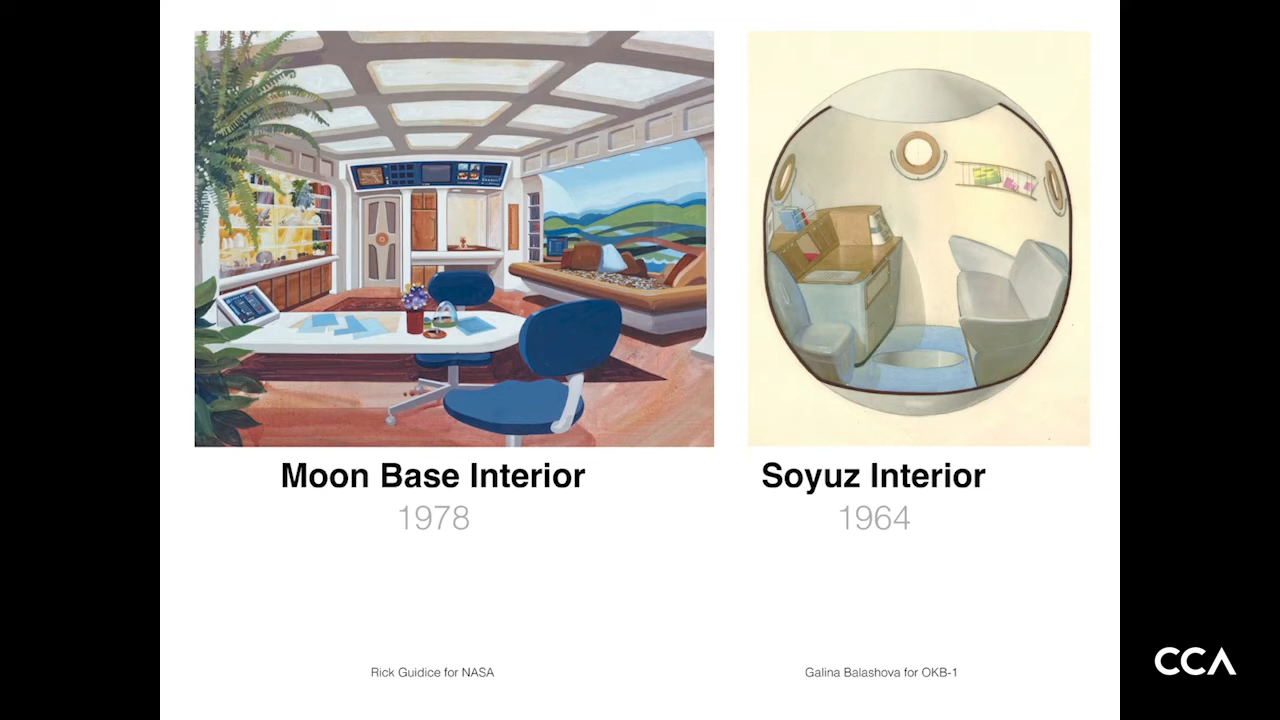 Moon Base Interior
1978
Soyuz Interior
1964
Rick Guidice for NASA
Galina Balashova for OKB-1
CCA